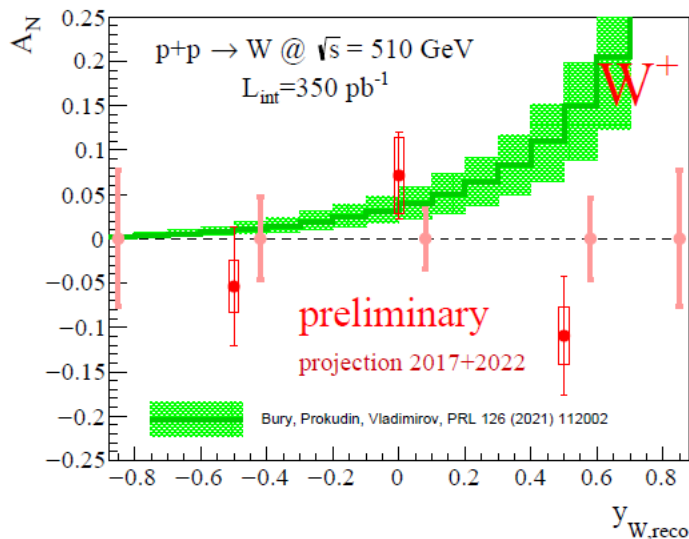 A_N
0.25
0.2
0.15
0.1
0.05
0
−0.05
−0.1
−0.15
−0.2
−0.25
p+p → W @ √s = 510 GeV
L_int=350 pb⁻¹
W⁺
preliminary
projection 2017+2022
Bury, Prokudin, Vladimirov, PRL 126 (2021) 112002
−0.8 −0.6 −0.4 −0.2 0 0.2 0.4 0.6 0.8
y_W,reco